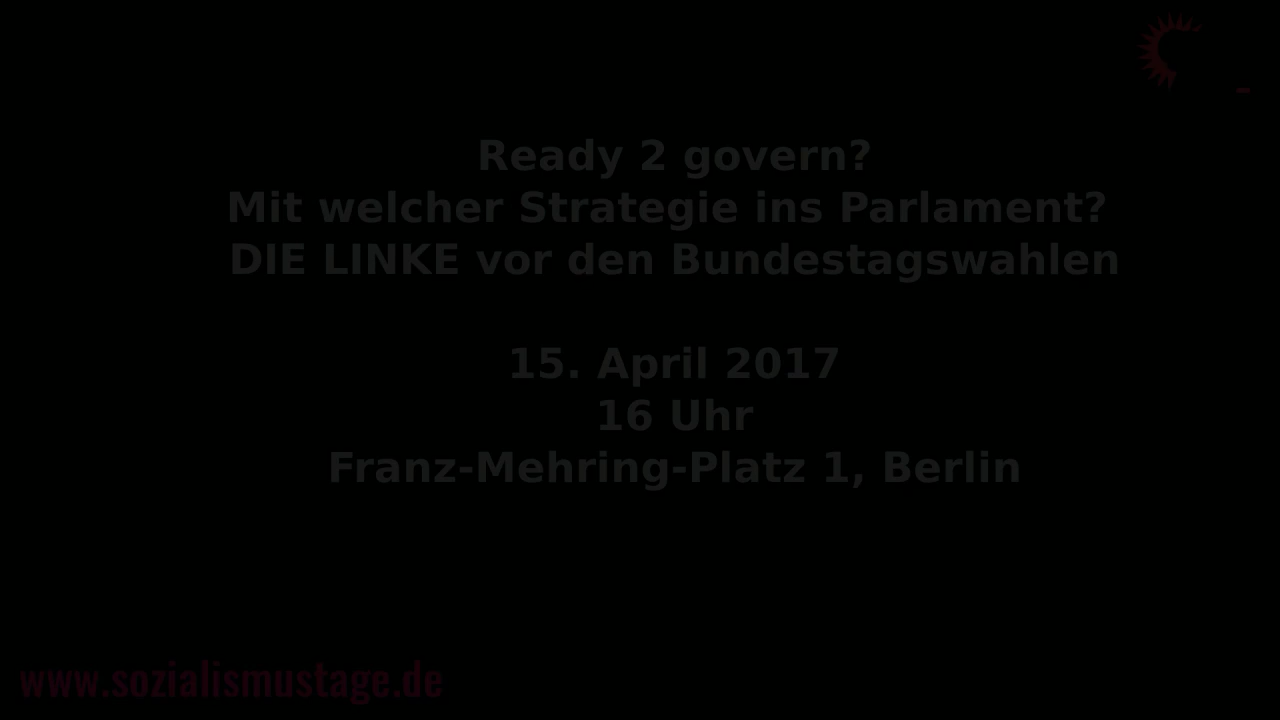 Ready 2 govern?
Mit welcher Strategie ins Parlament?
DIE LINKE vor den Bundestagswahlen
15. April 2017
16 Uhr
Franz-Mehring-Platz 1, Berlin
www.sozialismustage.de